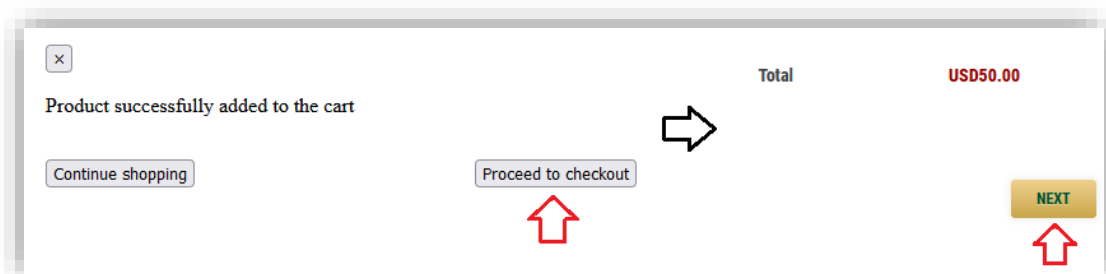 ×
Product successfully added to the cart
Continue shopping
Proceed to checkout
Total USD50.00
NEXT